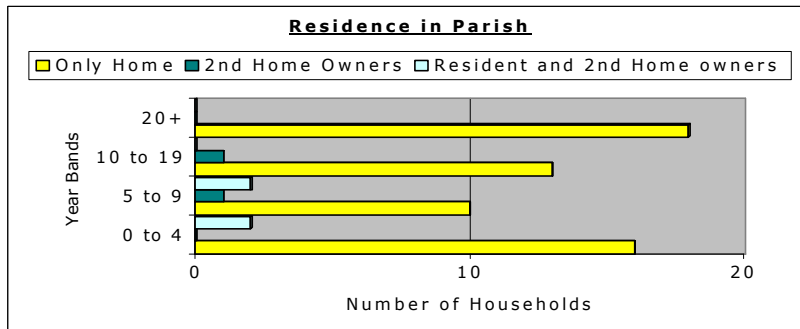 Residence in Parish
Only Home 2nd Home Owners Resident and 2nd Home owners
Year Bands
20+
10 to 19
5 to 9
0 to 4
0 10 20
Number of Households